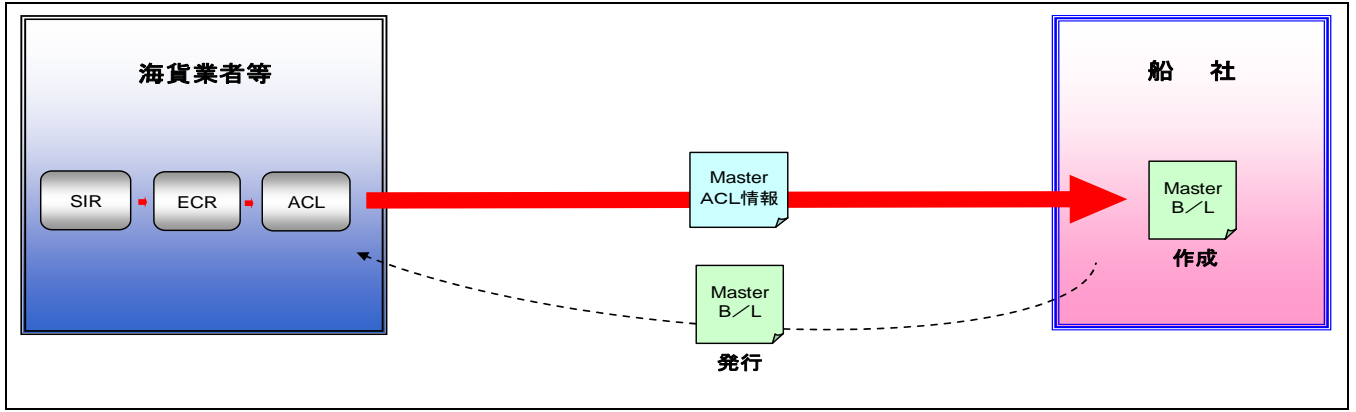 海貨業者等
船　社
SIR
ECR
ACL
Master
ACL情報
Master
B／L
作成
Master
B／L
発行